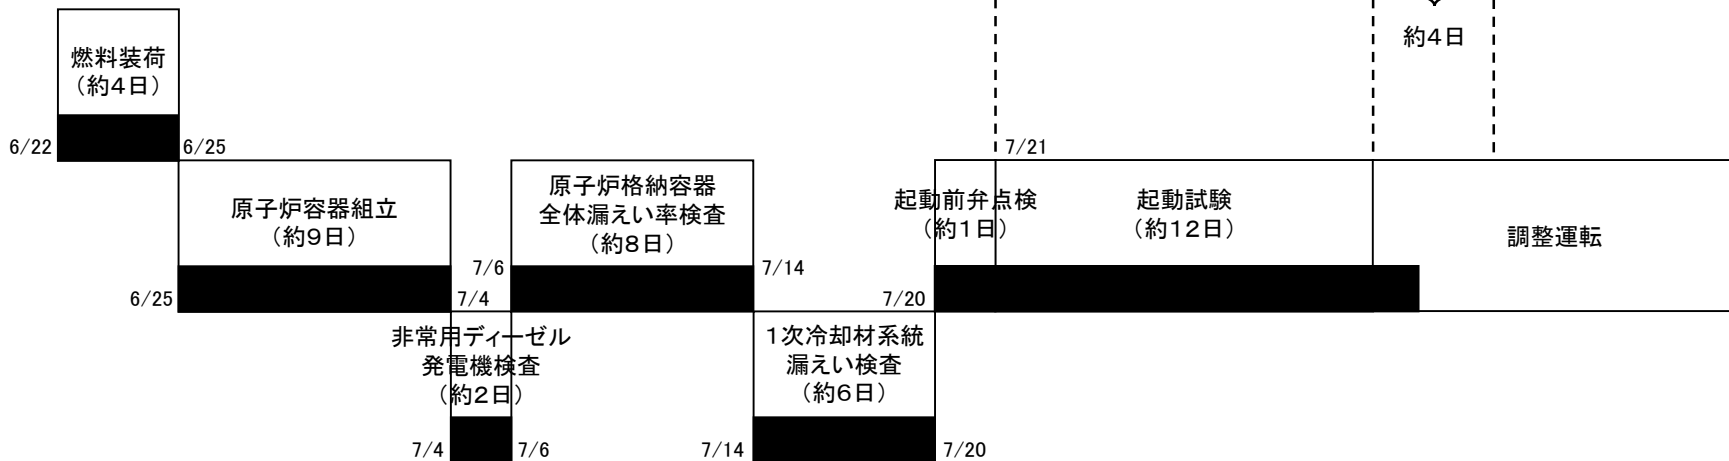 約4日
燃料装荷
（約4日）
6/22
6/25
7/21
原子炉容器組立
（約9日）
原子炉格納容器
全体漏えい率検査
（約8日）
起動前弁点検
（約1日）
起動試験
（約12日）
調整運転
7/6
7/14
6/25
7/4
7/20
非常用ディーゼル
発電機検査
（約2日）
1次冷却材系統
漏えい検査
（約6日）
7/4
7/6
7/14
7/20